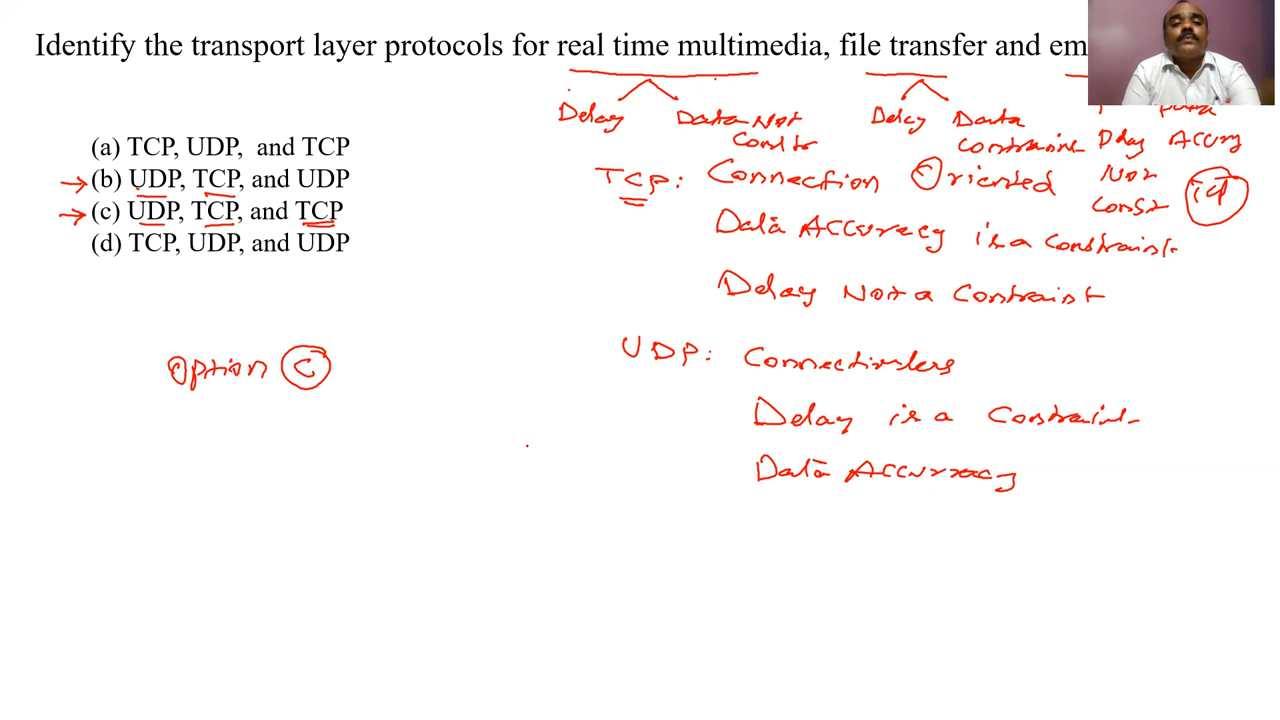 Identify the transport layer protocols for real time multimedia, file transfer and em
Delay Data Not
Constr
Delay Data
Constraint
Delay Accury
Not
Const
(a) TCP, UDP, and TCP
(b) UDP, TCP, and UDP
(c) UDP, TCP, and TCP
(d) TCP, UDP, and UDP
TCP: Connection Oriented
Data Accuracy is a constraint
Delay Not a Constraint
UDP: Connectionless
Delay is a Constraint
Data Accuracy
Option C